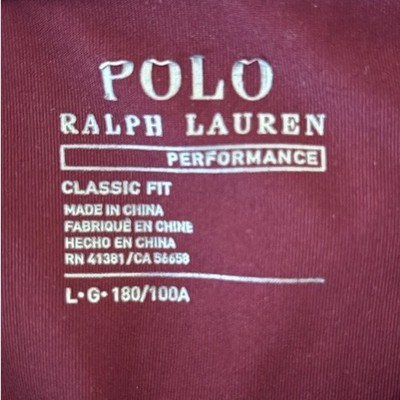 POLO
RALPH LAUREN
PERFORMANCE
CLASSIC FIT
MADE IN CHINA
FABRIQUÉ EN CHINE
HECHO EN CHINA
RN 41381/CA 56658
L•G• 180/100A